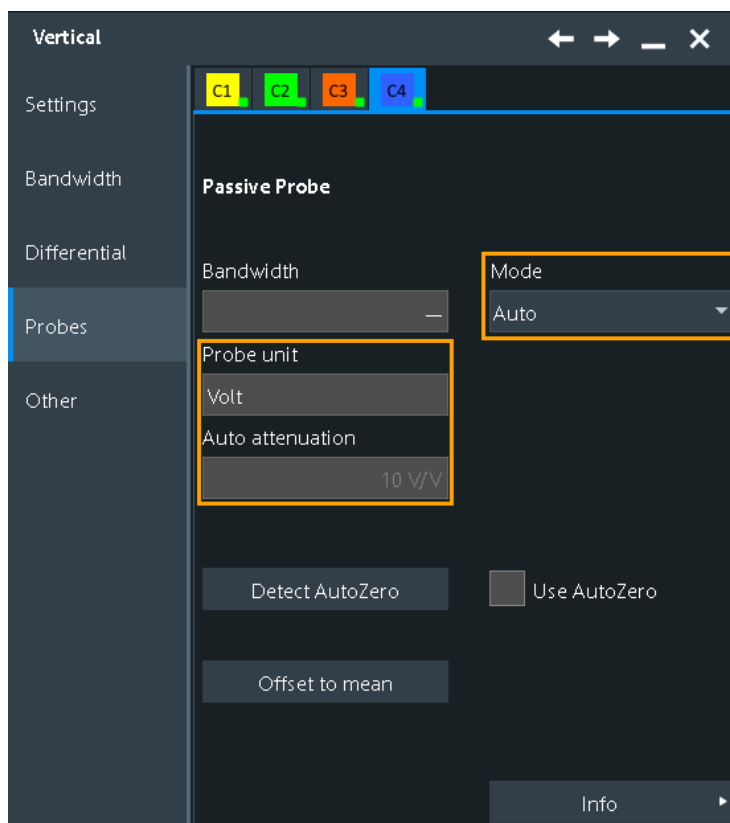 Vertical
Settings
Bandwidth
Differential
Probes
Other
C1 C2 C3 C4
Passive Probe
Bandwidth
—
Mode
Auto
Probe unit
Volt
Auto attenuation
10 V/V
Detect AutoZero
Use AutoZero
Offset to mean
Info